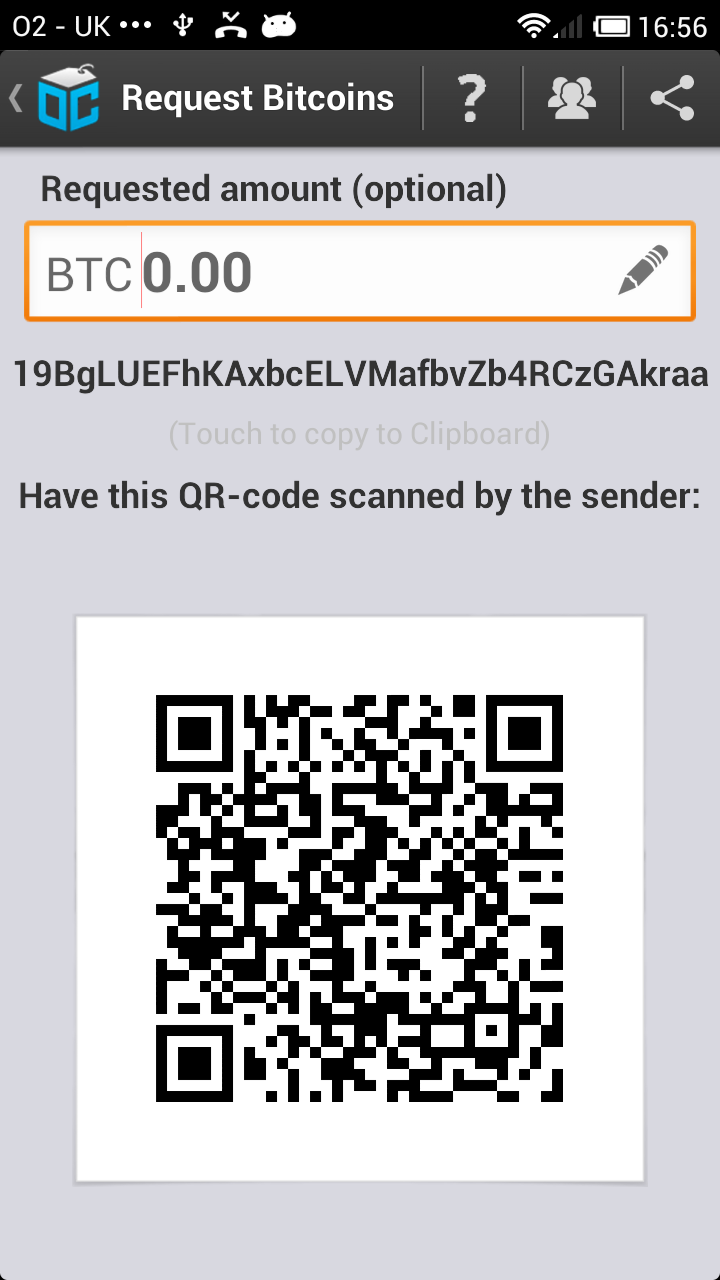 O2 - UK ••• 16:56
Request Bitcoins
Requested amount (optional)
BTC 0.00
19BgLUEFhKAxbcELVMafbvZb4RCzGAkraa
(Touch to copy to Clipboard)
Have this QR-code scanned by the sender: